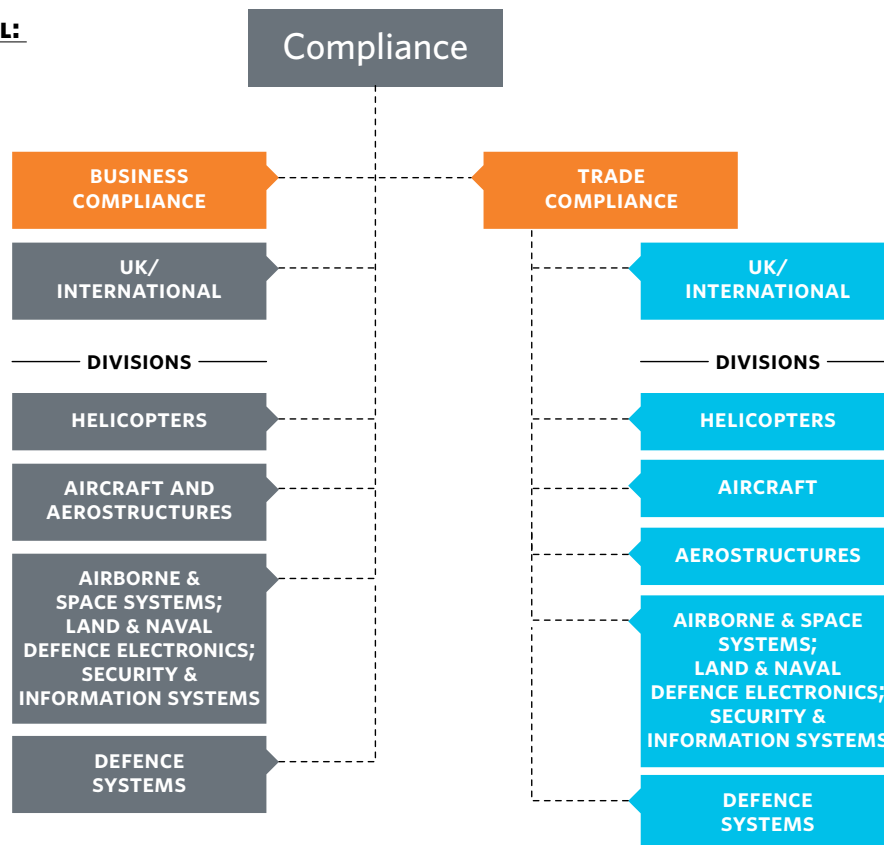 L:
Compliance
BUSINESS
COMPLIANCE
TRADE
COMPLIANCE
UK/
INTERNATIONAL
DIVISIONS
HELICOPTERS
AIRCRAFT AND
AEROSTRUCTURES
AIRBORNE &
SPACE SYSTEMS;
LAND & NAVAL
DEFENCE ELECTRONICS;
SECURITY &
INFORMATION SYSTEMS
DEFENCE
SYSTEMS
UK/
INTERNATIONAL
DIVISIONS
HELICOPTERS
AIRCRAFT
AEROSTRUCTURES
AIRBORNE & SPACE
SYSTEMS;
LAND & NAVAL
DEFENCE ELECTRONICS;
SECURITY &
INFORMATION SYSTEMS
DEFENCE
SYSTEMS